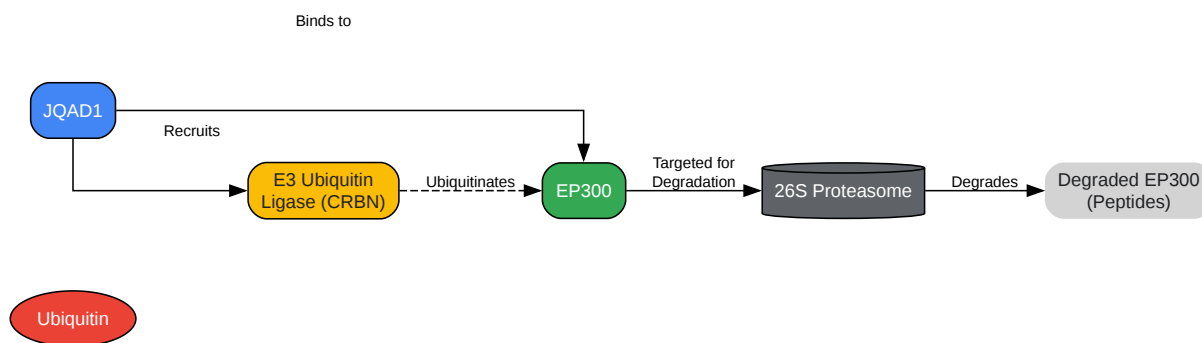 Binds to
JQAD1
Recruits
E3 Ubiquitin
Ligase (CRBN)
Ubiquitinates
EP300
Targeted for
Degradation
26S Proteasome
Degrades
Degraded EP300
(Peptides)
Ubiquitin